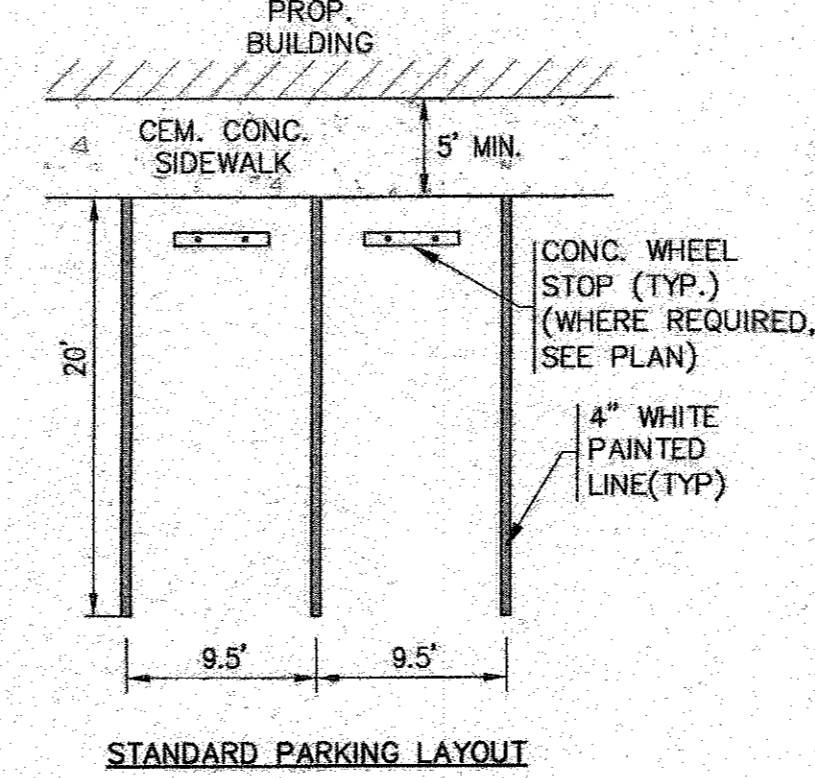 PROP.
BUILDING
CEM. CONC.
SIDEWALK
5' MIN.
CONC. WHEEL
STOP (TYP.)
(WHERE REQUIRED,
SEE PLAN)
20'
4" WHITE
PAINTED
LINE(TYP)
9.5'
9.5'
STANDARD PARKING LAYOUT